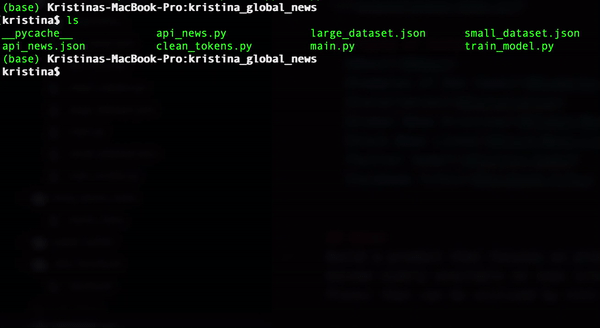 (base) Kristinas-MacBook-Pro:kristina_global_news
kristina$ ls
__pycache__ api_news.py large_dataset.json small_dataset.json
api_news.json clean_tokens.py main.py train_model.py
(base) Kristinas-MacBook-Pro:kristina_global_news
kristina$